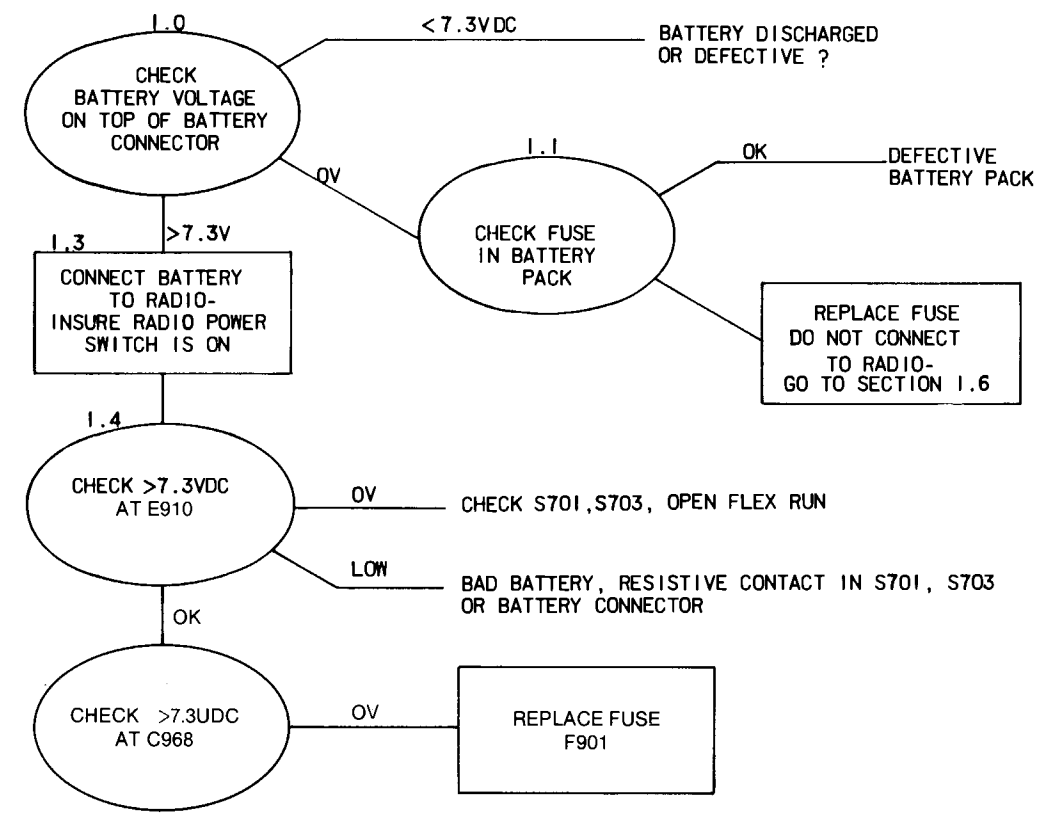 1.0
CHECK
BATTERY VOLTAGE
ON TOP OF BATTERY
CONNECTOR
<7.3VDC
BATTERY DISCHARGED
OR DEFECTIVE ?
0V
1.1
CHECK FUSE
IN BATTERY
PACK
OK
DEFECTIVE
BATTERY PACK
REPLACE FUSE
DO NOT CONNECT
TO RADIO-
GO TO SECTION 1.6
>7.3V
1.3
CONNECT BATTERY
TO RADIO-
INSURE RADIO POWER
SWITCH IS ON
1.4
CHECK >7.3VDC
AT E910
0V
CHECK S701,S703, OPEN FLEX RUN
LOW
BAD BATTERY, RESISTIVE CONTACT IN S701, S703
OR BATTERY CONNECTOR
OK
CHECK >7.3UDC
AT C968
0V
REPLACE FUSE
F901